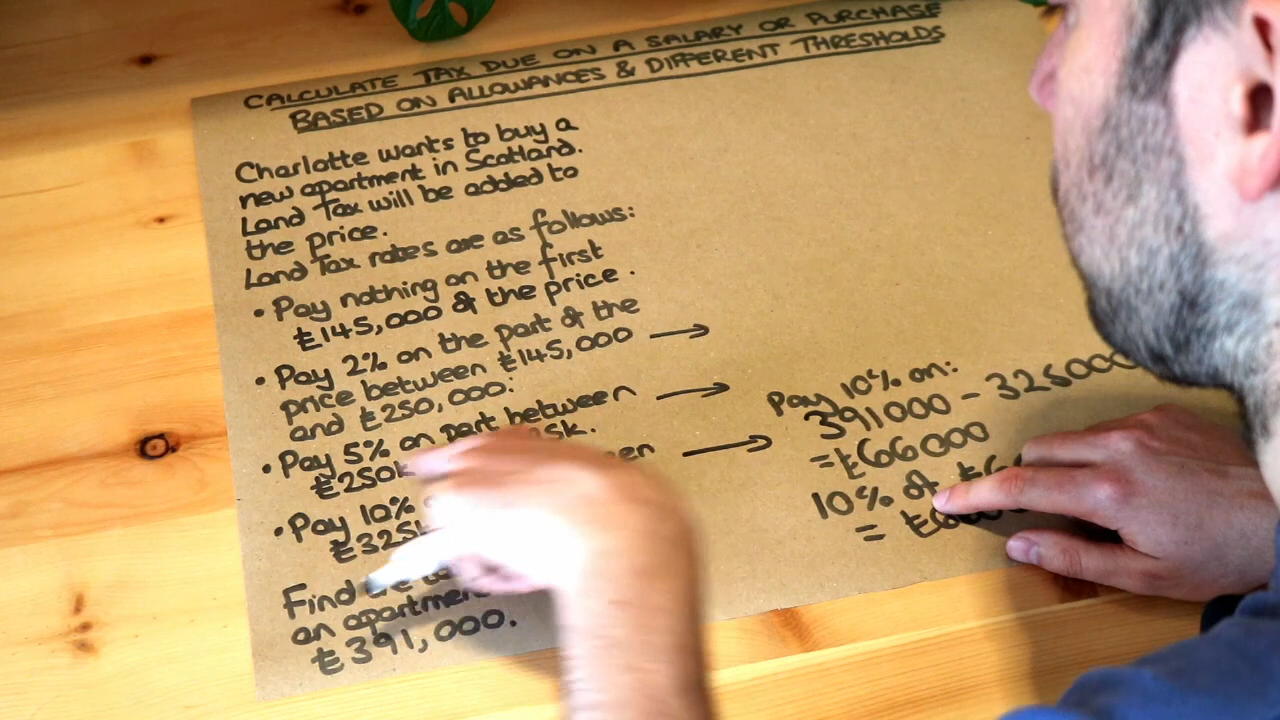 CALCULATE TAX DUE ON A SALARY OR PURCHASE
BASED ON ALLOWANCES & DIFFERENT THRESHOLDS
Charlotte wants to buy a
new apartment in Scotland.
Land Tax will be added to
the price.
Land Tax rates are as follows:
• Pay nothing on the first
£145,000 of the price.
• Pay 2% on the part of the
price between £145,000 →
and £250,000.
• Pay 5% on part between →
£250k
• Pay 10% →
£325k
Find
an apartment
£391,000.
Pay 10% on:
391000 - 325000
= £66000
10% of
=